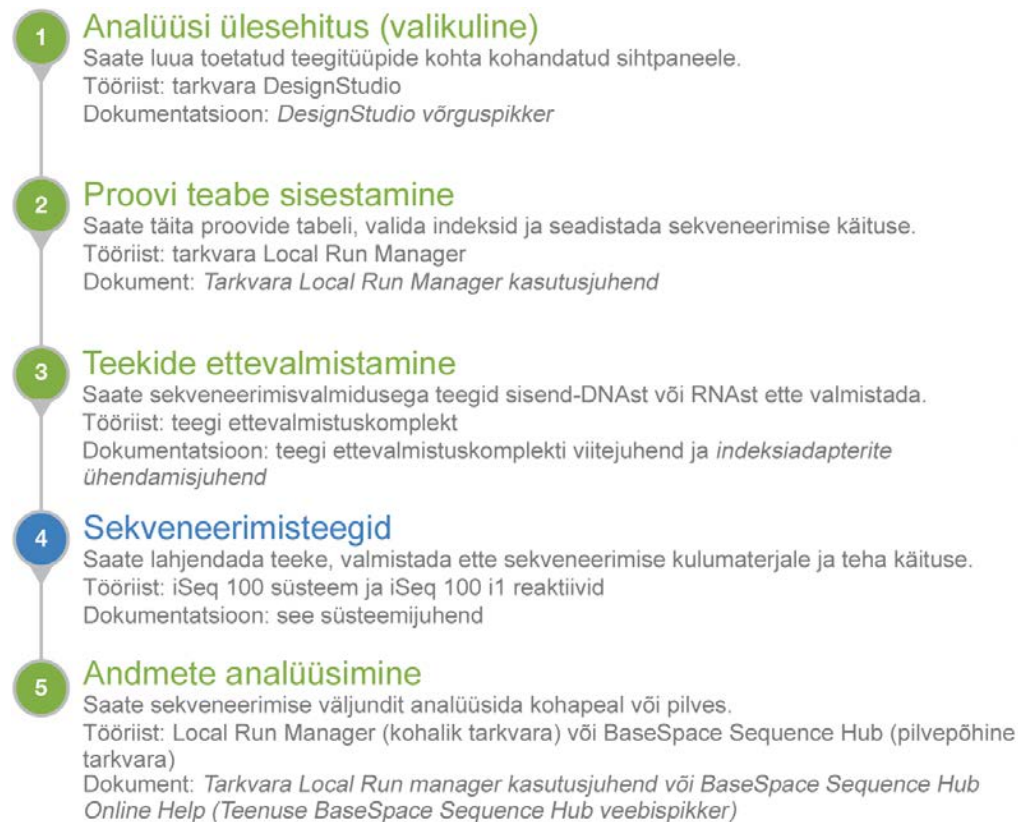 1 Analüüsi ülesehitus (valikuline)
Saate luua toetatud teegitüüpide kohta kohandatud sihtpaneele.
Tööriist: tarkvara DesignStudio
Dokumentatsioon: DesignStudio võrguspikker
2 Proovi teabe sisestamine
Saate täita proovide tabeli, valida indeksid ja seadistada sekveneerimise käituse.
Tööriist: tarkvara Local Run Manager
Dokument: Tarkvara Local Run Manager kasutusjuhend
3 Teekide ettevalmistamine
Saate sekveneerimisvalmidusega teegid sisend-DNAst või RNAst ette valmistada.
Tööriist: teegi ettevalmistuskomplekt
Dokumentatsioon: teegi ettevalmistuskomplekti viitejuhend ja indeksiadapterite
ühendamisjuhend
4 Sekveneerimisteegid
Saate lahjendada teeke, valmistada ette sekveneerimise kulumaterjale ja teha käituse.
Tööriist: iSeq 100 süsteem ja iSeq 100 i1 reaktiivid
Dokumentatsioon: see süsteemijuhend
5 Andmete analüüsimine
Saate sekveneerimise väljundit analüüsida kohapeal või pilves.
Tööriist: Local Run Manager (kohalik tarkvara) või BaseSpace Sequence Hub (pilvepõhine
tarkvara)
Dokument: Tarkvara Local Run manager kasutusjuhend või BaseSpace Sequence Hub
Online Help (Teenuse BaseSpace Sequence Hub veebispikker)